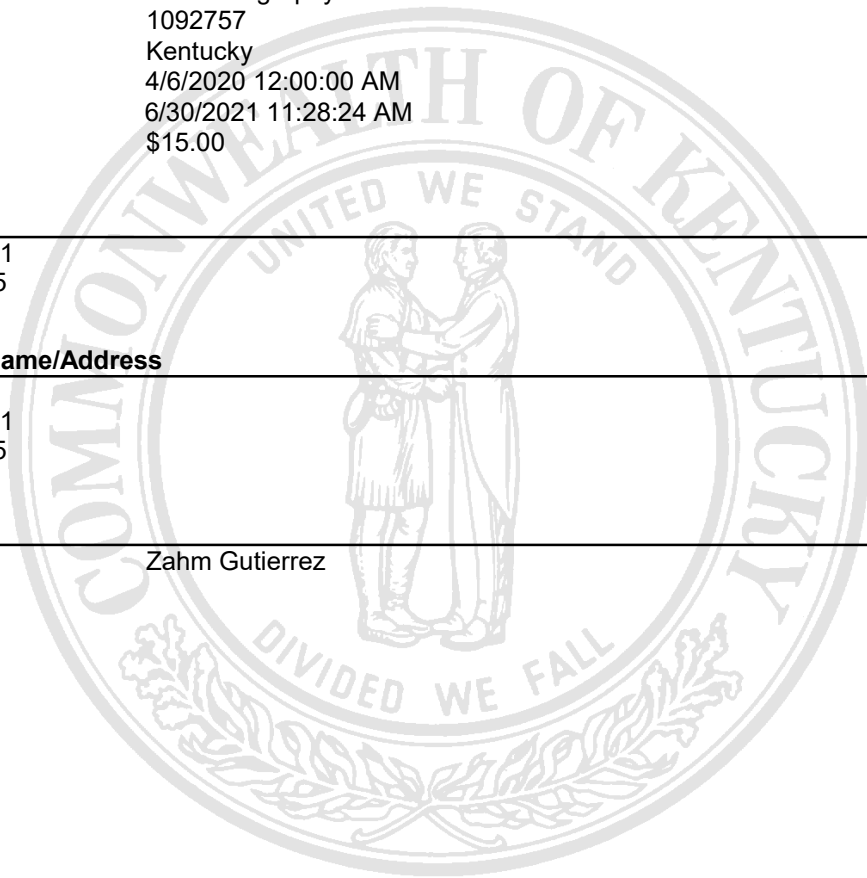 1092757
Kentucky
4/6/2020 12:00:00 AM
6/30/2021 11:28:24 AM
$15.00
COMMONWEALTH OF KENTUCKY
UNITED WE STAND
1
5
ame/Address
1
5
Zahm Gutierrez
DIVIDED WE FALL